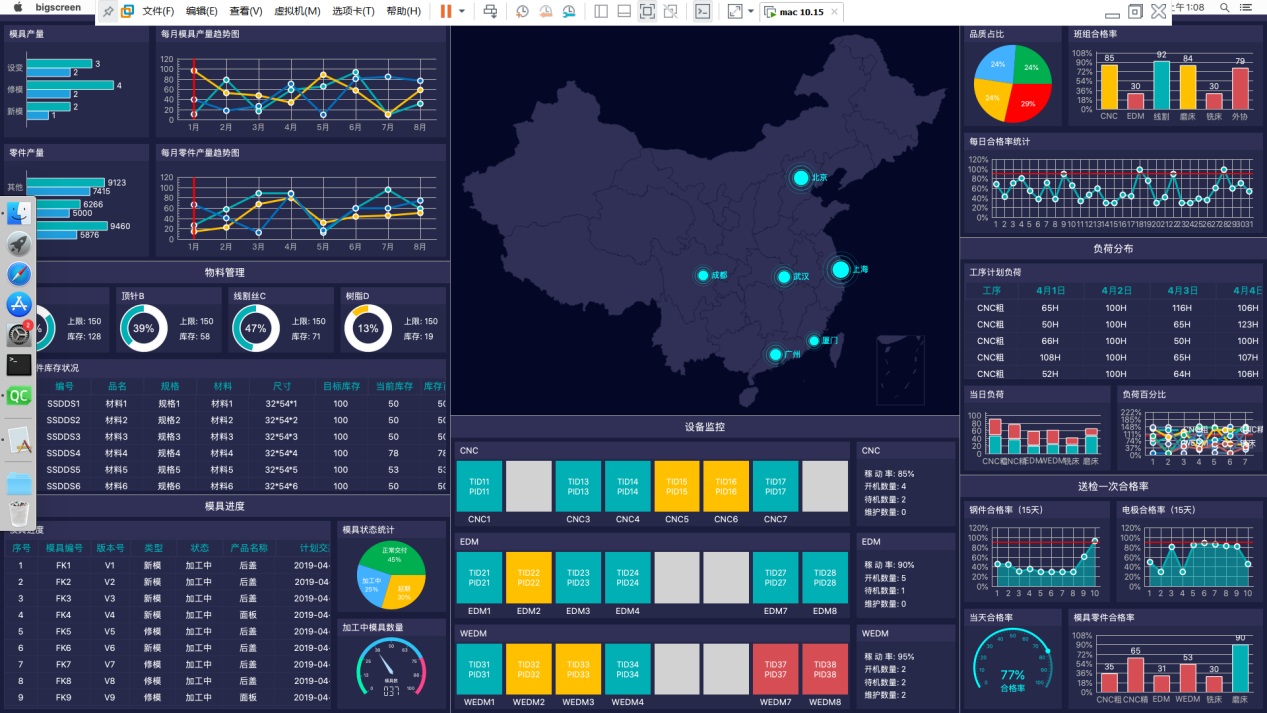 bigscreen
文件(F) 编辑(E) 查看(V) 虚拟机(M) 选项卡(T) 帮助(H)
mac 10.15
午1:08
模具产量
设变 3 2
修模 4 2
新模 2 1
每月模具产量趋势图
120
100
80
60
40
20
0
1月 2月 3月 4月 5月 6月 7月 8月
零件产量
其他 9123 7415
6266 5000
9460 5876
每月零件产量趋势图
120
100
80
60
40
20
0
1月 2月 3月 4月 5月 6月 7月 8月
物料管理
% 上限: 150 库存: 128
顶针B 39% 上限: 150 库存: 58
线割丝C 47% 上限: 150 库存: 71
树脂D 13% 上限: 150 库存: 19
件库存状况
编号 品名 规格 材料 尺寸 目标库存 当前库存
SSDDS1 材料1 规格1 材料1 32*54*1 100 50 50
SSDDS2 材料2 规格2 材料2 32*54*2 100 50 50
SSDDS3 材料3 规格3 材料3 32*54*3 100 50 50
SSDDS4 材料4 规格4 材料4 32*54*4 100 78 78
SSDDS5 材料5 规格5 材料5 32*54*5 100 53 53
SSDDS6 材料6 规格6 材料6 32*54*6 100 50 50
模具进度
序号 模具编号 版本号 类型 状态 产品名称 计划交
1 FK1 V1 新模 加工中 后盖 2019-04-
2 FK2 V2 新模 加工中 后盖 2019-04-
3 FK3 V3 新模 加工中 后盖 2019-04-
4 FK4 V4 新模 加工中 面板 2019-04-
5 FK5 V5 修模 加工中 后盖 2019-04-
6 FK6 V6 新模 加工中 后盖 2019-04-
7 FK7 V7 修模 加工中 后盖 2019-04-
8 FK8 V8 修模 加工中 后盖 2019-04-
9 FK9 V9 修模 加工中 面板 2019-04-
模具状态统计
正常交付
45%
加工中
25%
超期
30%
加工中模具数量
模具数
037
北京
上海
成都
武汉
厦门
广州
设备监控
CNC
TID11 TID13 TID14 TID15 TID16 TID17
PID11 PID13 PID14 PID15 PID16 PID17
CNC1 CNC3 CNC4 CNC5 CNC6 CNC7
CNC
稼 动 率: 85%
开机数量: 4
待机数量: 2
维护数量: 0
EDM
TID21 TID22 TID23 TID24 TID27 TID28
PID21 PID22 PID23 PID24 PID27 PID28
EDM1 EDM2 EDM3 EDM4 EDM7 EDM8
EDM
稼 动 率: 90%
开机数量: 5
待机数量: 1
维护数量: 0
WEDM
TID31 TID32 TID33 TID34 TID37 TID38
PID31 PID32 PID33 PID34 PID37 PID38
WEDM1 WEDM2 WEDM3 WEDM4 WEDM7 WEDM8
WEDM
稼 动 率: 95%
开机数量: 2
待机数量: 2
维护数量: 2
品质占比
24% 24%
24% 29%
班组合格率
108%
90%
72%
54%
36%
18%
0%
85 30 92 84 30 79
CNC EDM 线割 磨床 铣床 外协
每日合格率统计
120%
100%
80%
60%
40%
20%
0%
1 2 3 4 5 6 7 8 9 10 11 12 13 14 15 16 17 18 19 20 21 22 23 24 25 26 27 28 29 30 31
负荷分布
工序计划负荷
工序 4月1日 4月2日 4月3日 4月4日
CNC粗 65H 100H 116H 106H
CNC粗 50H 100H 65H 123H
CNC粗 66H 100H 50H 100H
CNC粗 108H 100H 65H 107H
CNC粗 52H 100H 64H 106H
当日负荷
100
80
60
40
20
0
CNC粗 CNC精 EDM WEDM 铣床 磨床
负荷百分比
222%
185%
148%
111%
74%
37%
0%
1 2 3 4 5 6 7
送检一次合格率
钢件合格率（15天）
120%
100%
80%
60%
40%
20%
0%
1 2 3 4 5 6 7 8 9 10
电极合格率（15天）
120%
100%
80%
60%
40%
20%
0%
1 2 3 4 5 6 7 8 9 10
当天合格率
77%
合格率
模具零件合格率
108%
90%
72%
54%
36%
18%
0%
35 65 31 53 30 90
CNC粗 CNC精 EDM WEDM 铣床 磨床